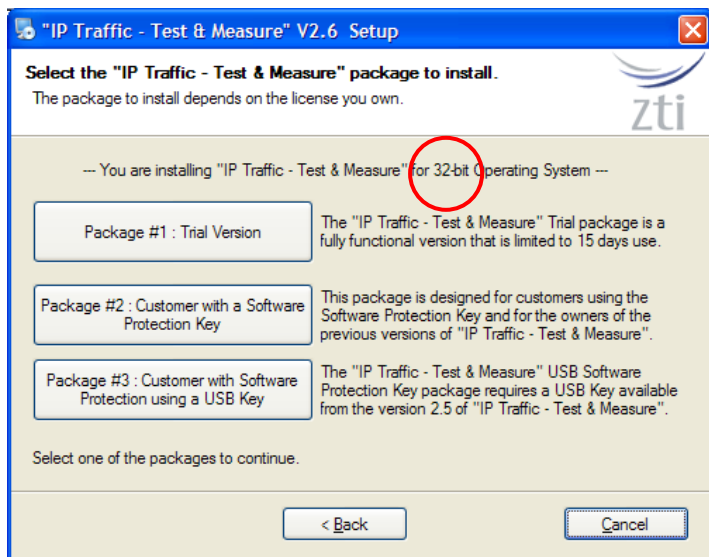 "IP Traffic - Test & Measure" V2.6 Setup
Select the "IP Traffic - Test & Measure" package to install.
The package to install depends on the license you own.
zti
--- You are installing "IP Traffic - Test & Measure" for 32-bit Operating System ---
Package #1 : Trial Version
The "IP Traffic - Test & Measure" Trial package is a
fully functional version that is limited to 15 days use.
Package #2 : Customer with a Software
Protection Key
This package is designed for customers using the
Software Protection Key and for the owners of the
previous versions of "IP Traffic - Test & Measure".
Package #3 : Customer with Software
Protection using a USB Key
The "IP Traffic - Test & Measure" USB Software
Protection Key package requires a USB Key available
from the version 2.5 of "IP Traffic - Test & Measure".
Select one of the packages to continue.
< Back
Cancel